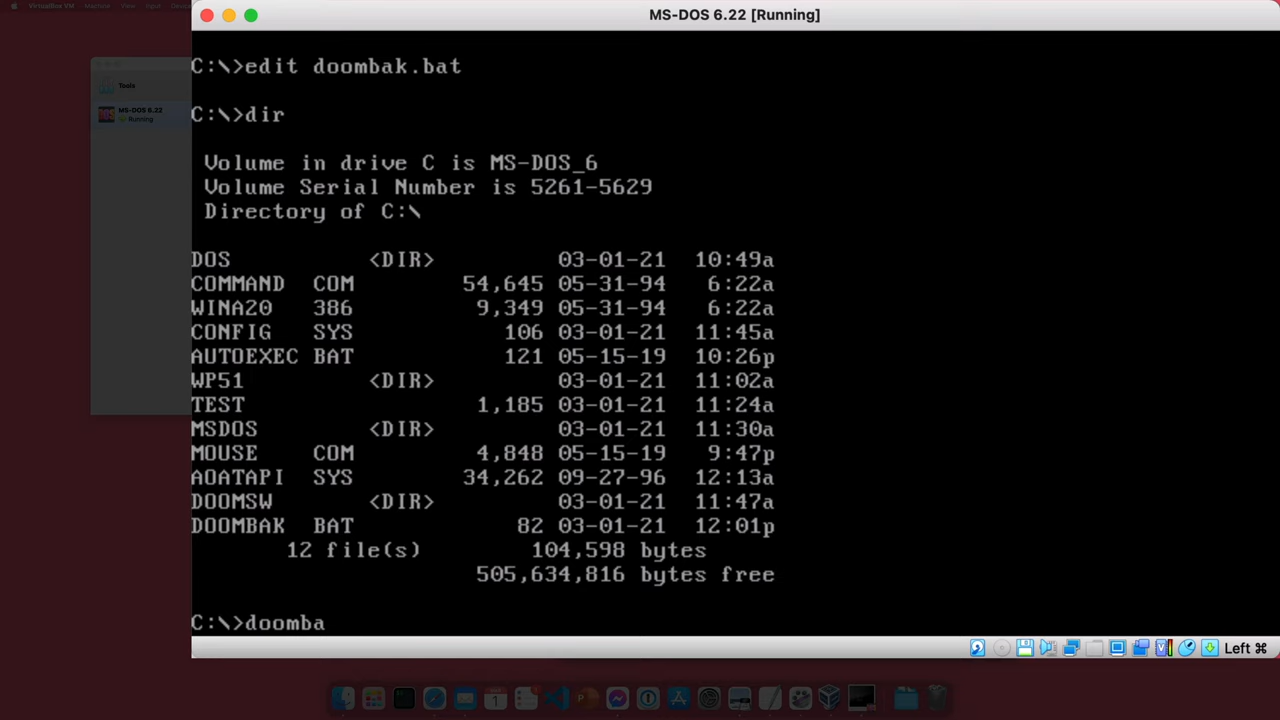 VirtualBox VM Machine View Input Devices
MS-DOS 6.22 [Running]
Tools
MS-DOS 6.22
Running
C:\>edit doombak.bat
C:\>dir
Volume in drive C is MS-DOS_6
Volume Serial Number is 5261-5629
Directory of C:\
DOS <DIR> 03-01-21 10:49a
COMMAND COM 54,645 05-31-94 6:22a
WINA20 386 9,349 05-31-94 6:22a
CONFIG SYS 106 03-01-21 11:45a
AUTOEXEC BAT 121 05-15-19 10:26p
WP51 <DIR> 03-01-21 11:02a
TEST 1,185 03-01-21 11:24a
MSDOS <DIR> 03-01-21 11:30a
MOUSE COM 4,848 05-15-19 9:47p
AOATAPI SYS 34,262 09-27-96 12:13a
DOOMSW <DIR> 03-01-21 11:47a
DOOMBAK BAT 82 03-01-21 12:01p
12 file(s) 104,598 bytes
505,634,816 bytes free
C:\>doomba
Left ⌘
1